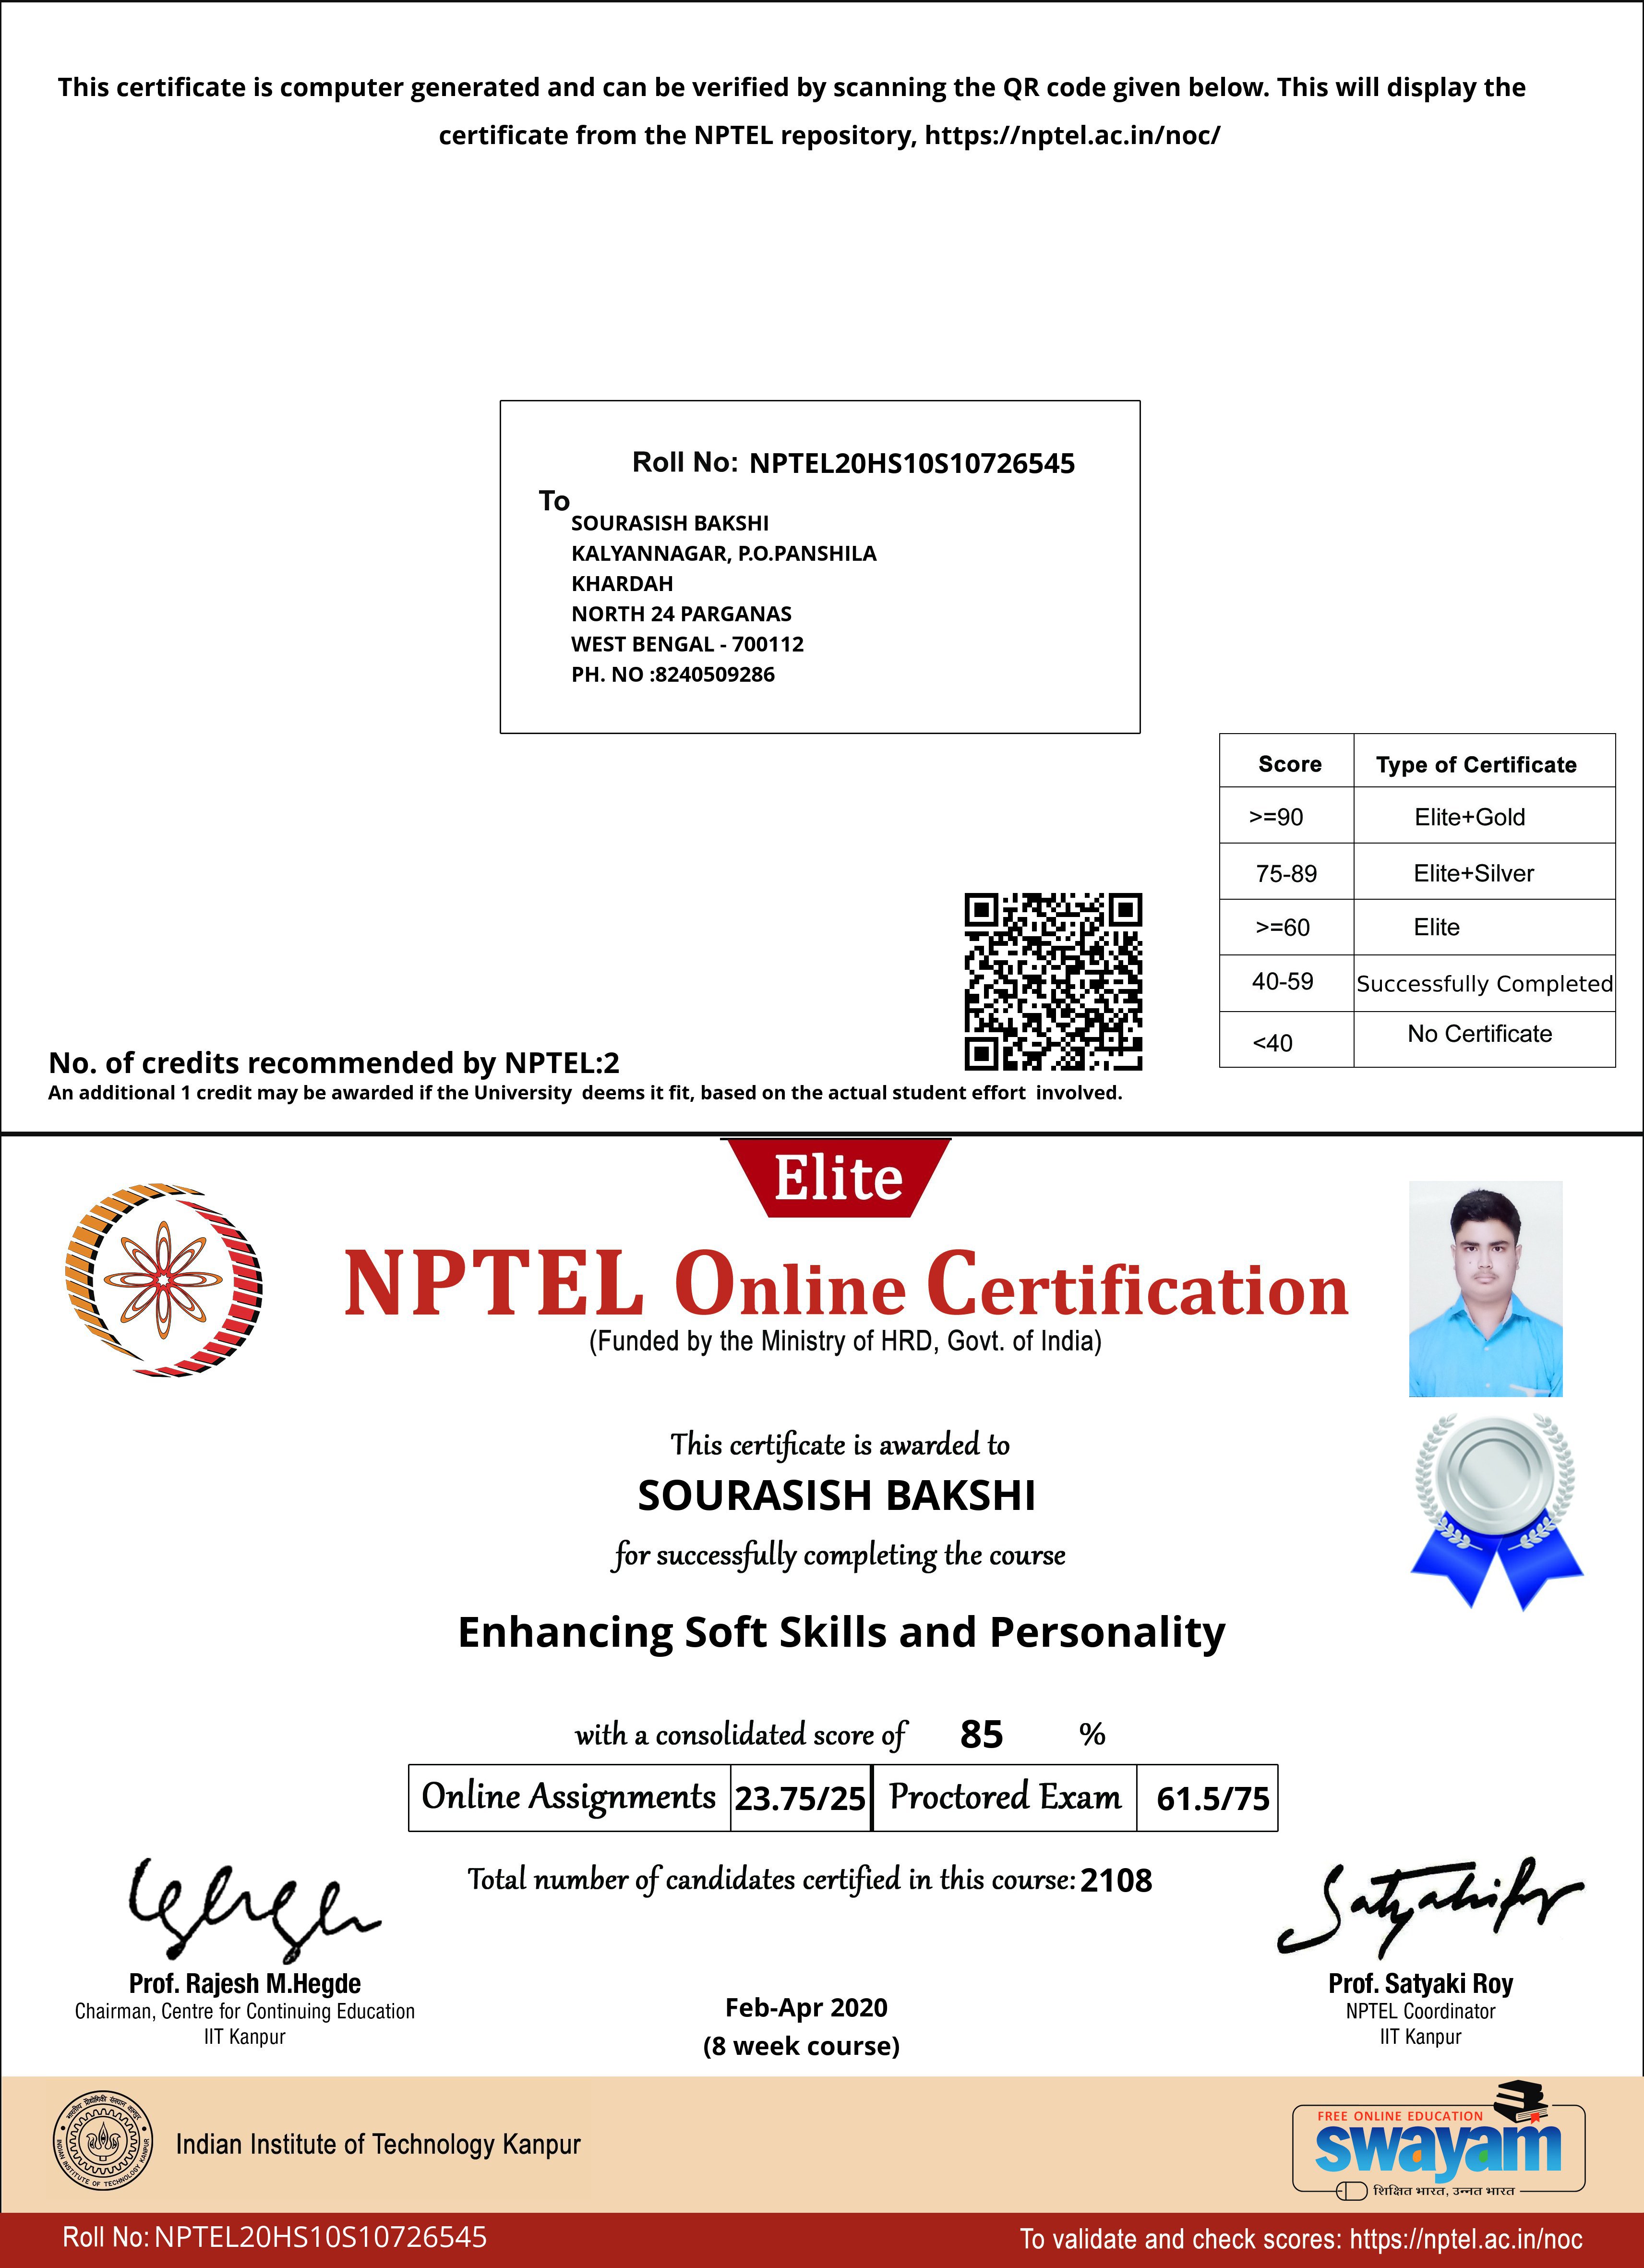 This certificate is computer generated and can be verified by scanning the QR code given below. This will display the
certificate from the NPTEL repository, https://nptel.ac.in/noc/
Roll No: NPTEL20HS10S10726545
To
SOURASISH BAKSHI
KALYANNAGAR, P.O.PANSHILA
KHARDAH
NORTH 24 PARGANAS
WEST BENGAL - 700112
PH. NO :8240509286
Score Type of Certificate
>=90 Elite+Gold
75-89 Elite+Silver
>=60 Elite
40-59 Successfully Completed
<40 No Certificate
No. of credits recommended by NPTEL:2
An additional 1 credit may be awarded if the University deems it fit, based on the actual student effort involved.
Elite
NPTEL Online Certification
(Funded by the Ministry of HRD, Govt. of India)
This certificate is awarded to
SOURASISH BAKSHI
for successfully completing the course
Enhancing Soft Skills and Personality
with a consolidated score of 85 %
Online Assignments 23.75/25 Proctored Exam 61.5/75
Total number of candidates certified in this course: 2108
Prof. Rajesh M.Hegde
Chairman, Centre for Continuing Education
IIT Kanpur
Feb-Apr 2020
(8 week course)
Prof. Satyaki Roy
NPTEL Coordinator
IIT Kanpur
भारतीय प्रौद्योगिकी संस्थान कानपुर
INDIAN INSTITUTE OF TECHNOLOGY KANPUR
Indian Institute of Technology Kanpur
FREE ONLINE EDUCATION
swayam
शिक्षित भारत, उन्नत भारत
Roll No: NPTEL20HS10S10726545
To validate and check scores: https://nptel.ac.in/noc